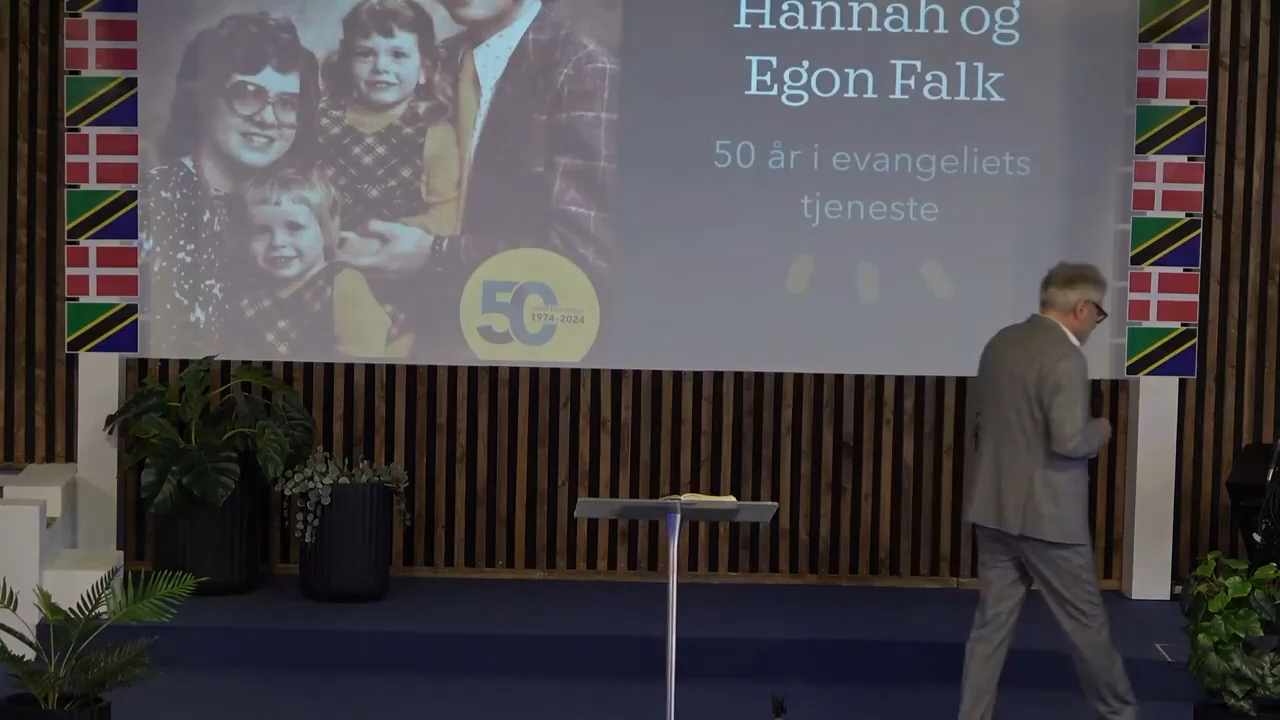 Hannah og
Egon Falk
50 år i evangeliets
tjeneste
50
1974-2024